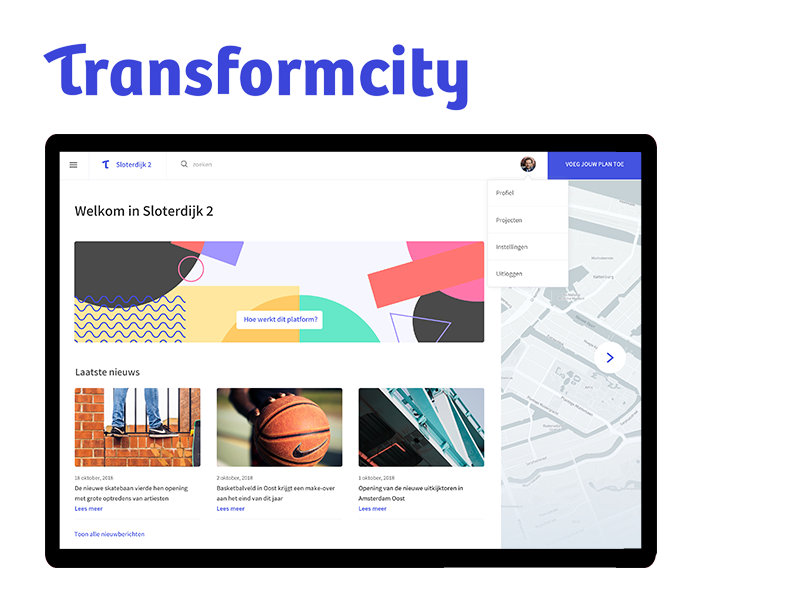 Transformcity
Sloterdijk 2
zoeken
VOEG JOUW PLAN TOE
Profiel
Projecten
Instellingen
Uitloggen
Welkom in Sloterdijk 2
Hoe werkt dit platform?
Laatste nieuws
18 oktober, 2018
De nieuwe skatebaan vierde hen opening
met grote optredens van artiesten
Lees meer
2 oktober, 2018
Basketbalveld in Oost krijgt een make-over
aan het eind van dit jaar
Lees meer
1 oktober, 2018
Opening van de nieuwe uitkijktoren in
Amsterdam Oost
Lees meer
Toon alle nieuwberichten